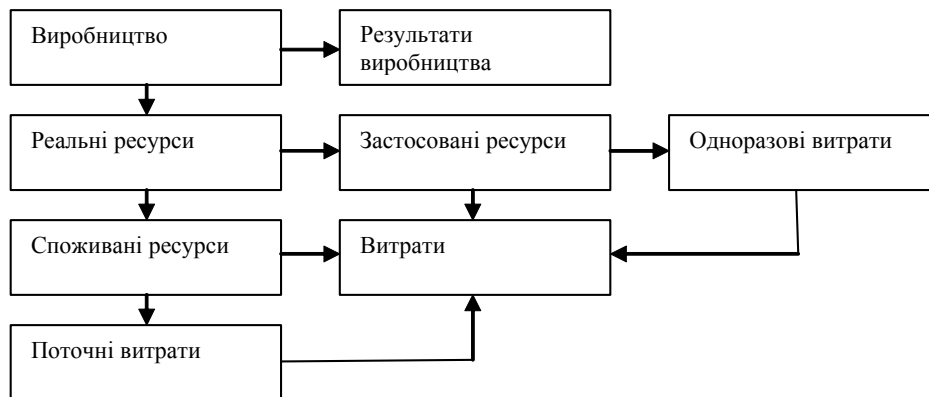 Виробництво
Результати
виробництва
Реальні ресурси
Застосовані ресурси
Одноразові витрати
Споживані ресурси
Витрати
Поточні витрати